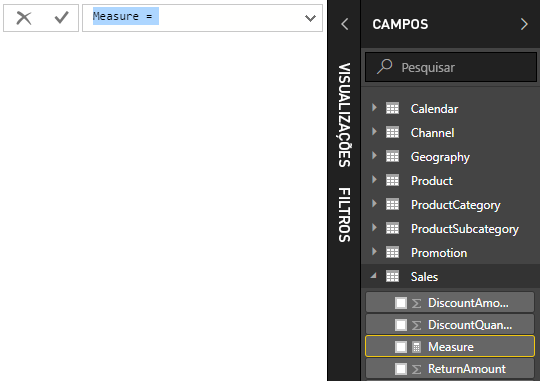 Measure =
CAMPOS
VISUALIZAÇÕES
FILTROS
Pesquisar
Calendar
Channel
Geography
Product
ProductCategory
ProductSubcategory
Promotion
Sales
DiscountAmo...
DiscountQuan...
Measure
ReturnAmount